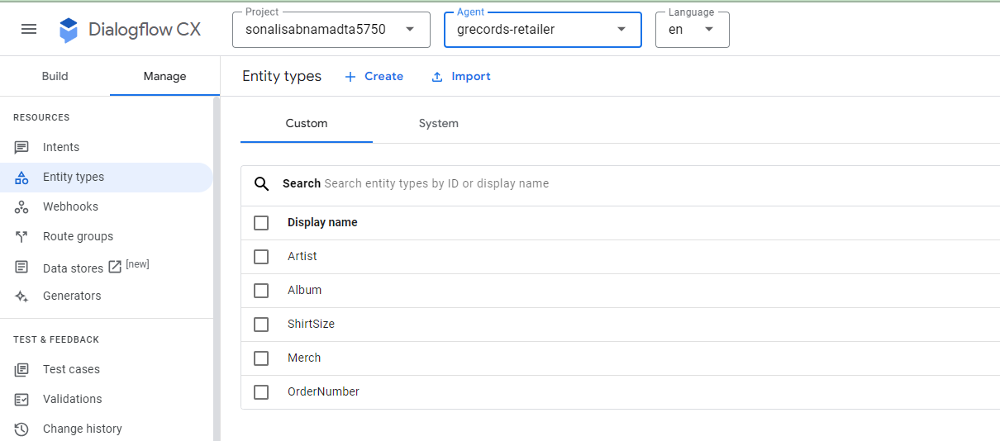 Dialogflow CX
Project
sonalisabnamadta5750
Agent
grecords-retailer
Language
en
Build
Manage
Entity types
Create
Import
RESOURCES
Intents
Entity types
Webhooks
Route groups
Data stores [new]
Generators
TEST & FEEDBACK
Test cases
Validations
Change history
Custom
System
Search Search entity types by ID or display name
Display name
Artist
Album
ShirtSize
Merch
OrderNumber